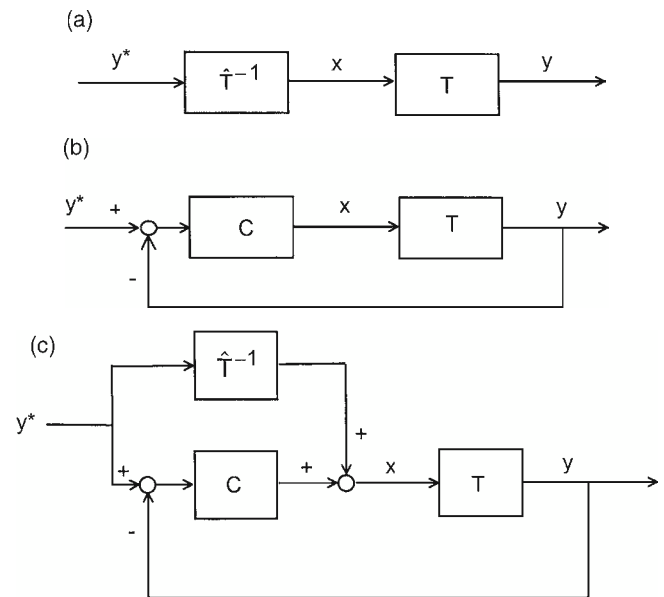 (a)
y* T̂⁻¹ x T y
(b)
y* + C x T y
-
(c)
T̂⁻¹
y*
+
+ C + x T y
-